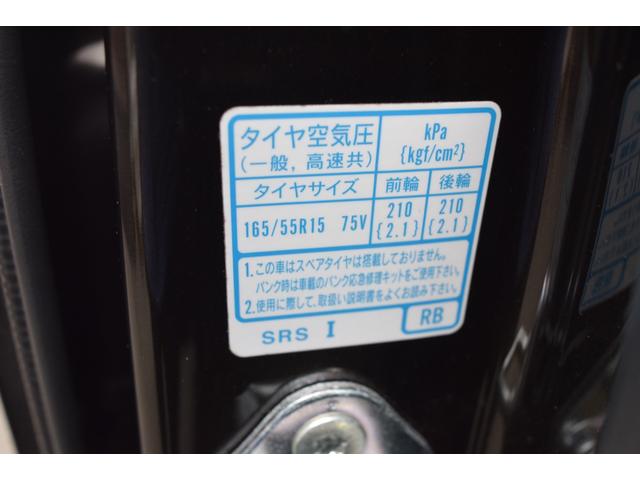 タイヤ空気圧
(一般, 高速共)
kPa
{kgf/cm²}
タイヤサイズ 前輪 後輪
165/55R15 75V 210 {2.1} 210 {2.1}
1.この車はスペアタイヤは搭載しておりません。
パンク時は車載のパンク応急修理キットをご使用下さい。
2.使用に際して、取扱い説明書をよくお読み下さい。
SRS I RB